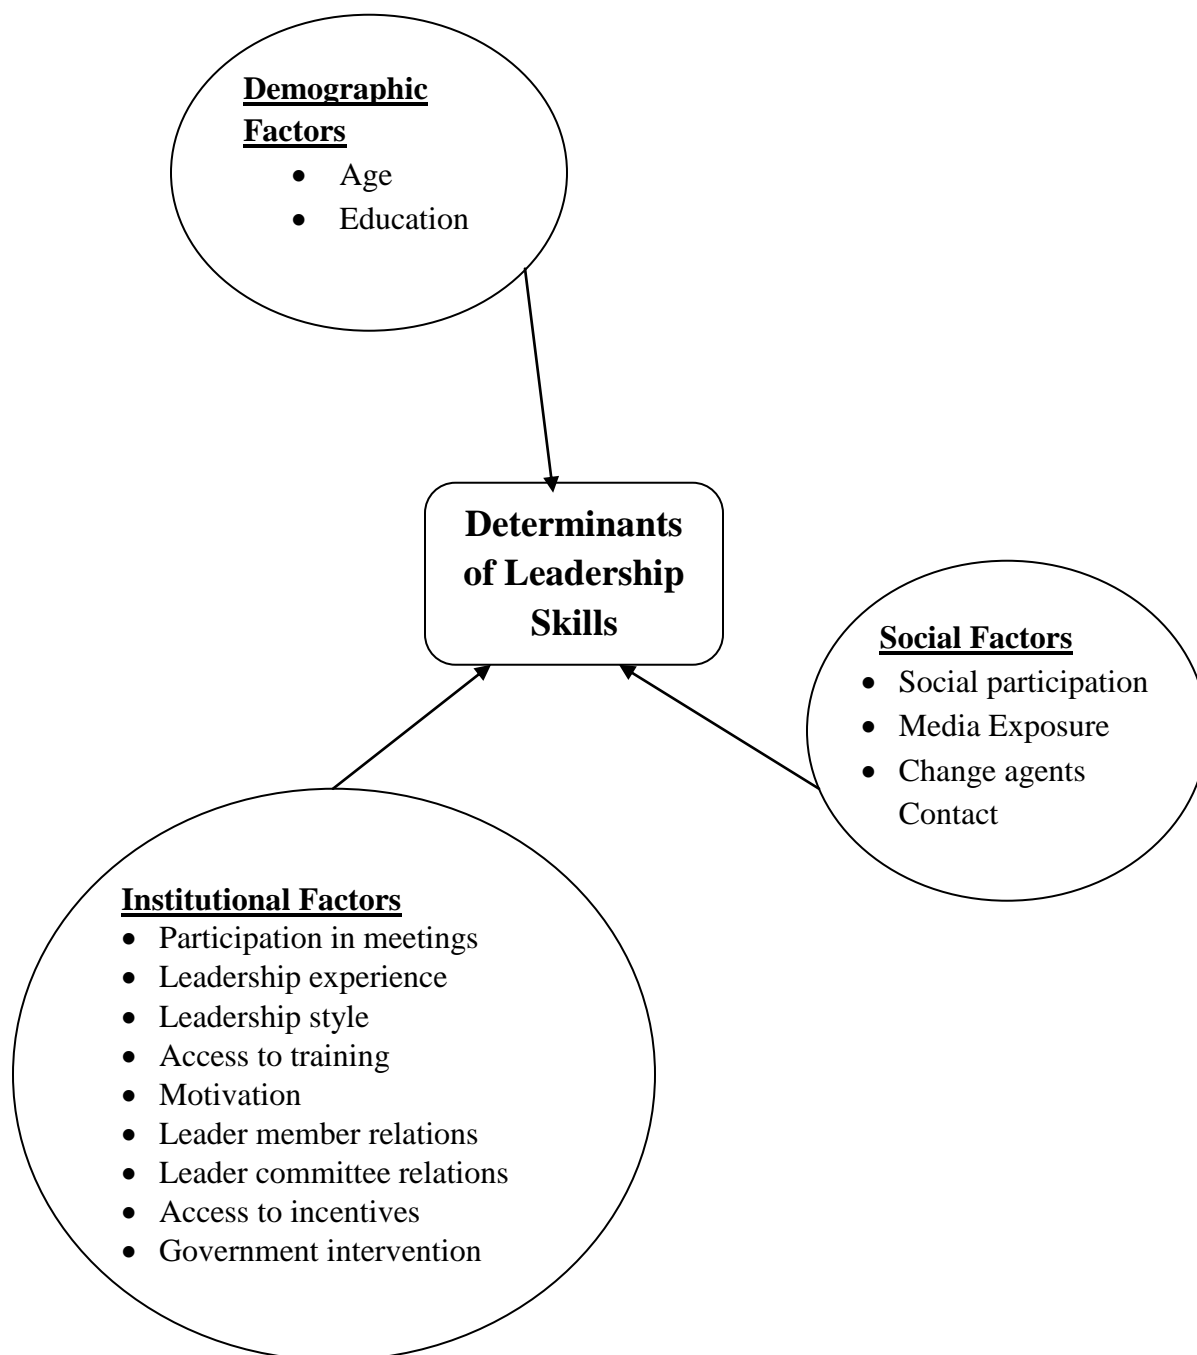 Demographic
Factors
• Age
• Education
Determinants
of Leadership
Skills
Social Factors
• Social participation
• Media Exposure
• Change agents
Contact
Institutional Factors
• Participation in meetings
• Leadership experience
• Leadership style
• Access to training
• Motivation
• Leader member relations
• Leader committee relations
• Access to incentives
• Government intervention